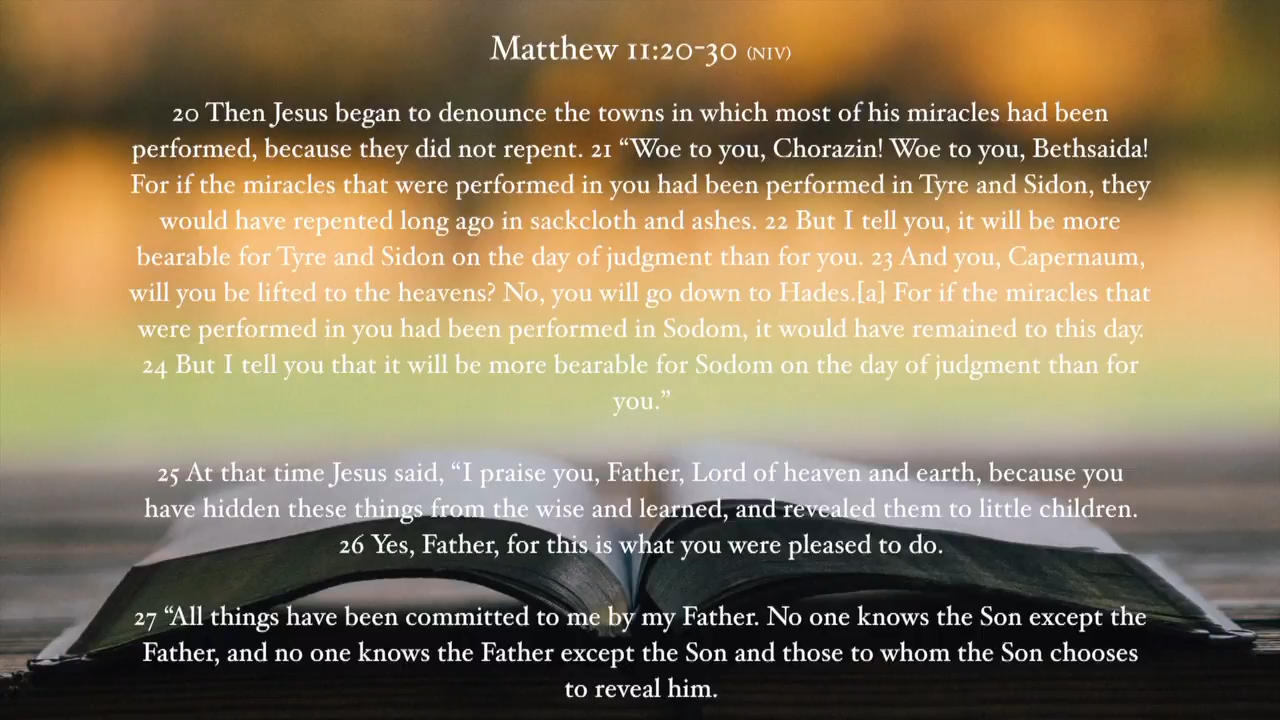 Matthew 11:20-30 (NIV)
20 Then Jesus began to denounce the towns in which most of his miracles had been
performed, because they did not repent. 21 “Woe to you, Chorazin! Woe to you, Bethsaida!
For if the miracles that were performed in you had been performed in Tyre and Sidon, they
would have repented long ago in sackcloth and ashes. 22 But I tell you, it will be more
bearable for Tyre and Sidon on the day of judgment than for you. 23 And you, Capernaum,
will you be lifted to the heavens? No, you will go down to Hades.[a] For if the miracles that
were performed in you had been performed in Sodom, it would have remained to this day.
24 But I tell you that it will be more bearable for Sodom on the day of judgment than for
you.”
25 At that time Jesus said, “I praise you, Father, Lord of heaven and earth, because you
have hidden these things from the wise and learned, and revealed them to little children.
26 Yes, Father, for this is what you were pleased to do.
27 “All things have been committed to me by my Father. No one knows the Son except the
Father, and no one knows the Father except the Son and those to whom the Son chooses
to reveal him.